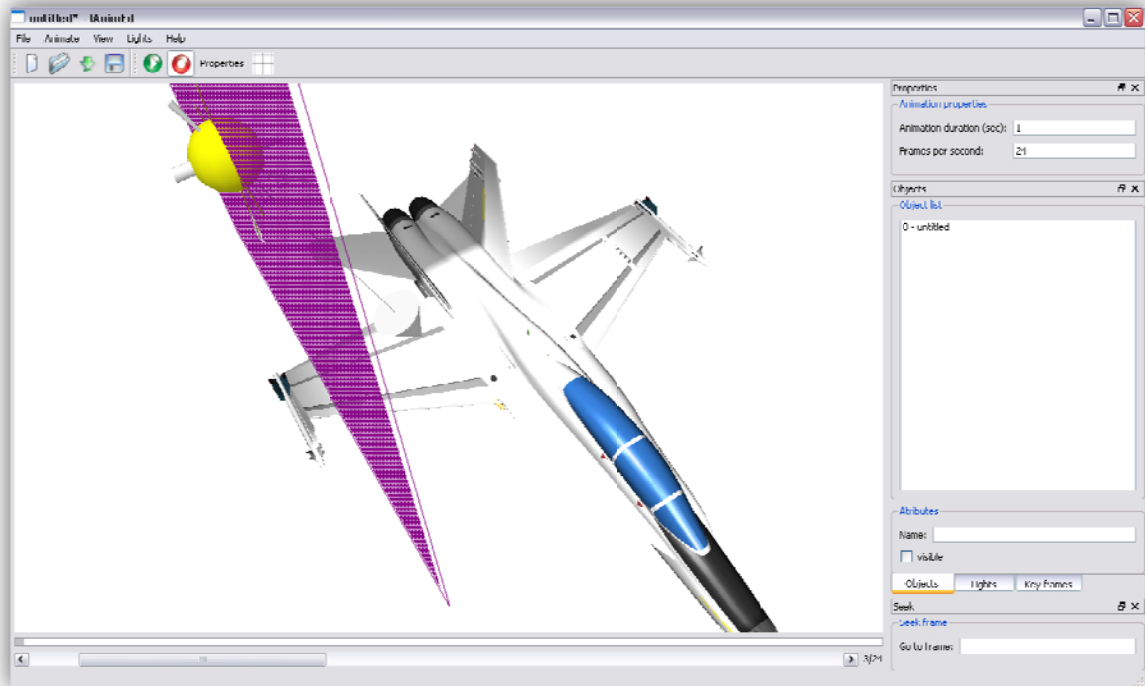 untitled* IAnimEd
File Animate View Lights Help
Properties
Properties
Animation properties
Animation duration (sec): 1
Frames per second: 24
Objects
Object list
0 - untitled
Atributes
Name:
visible
Objects Lights Key frames
Seek
Seek frame
Go to frame:
3/24